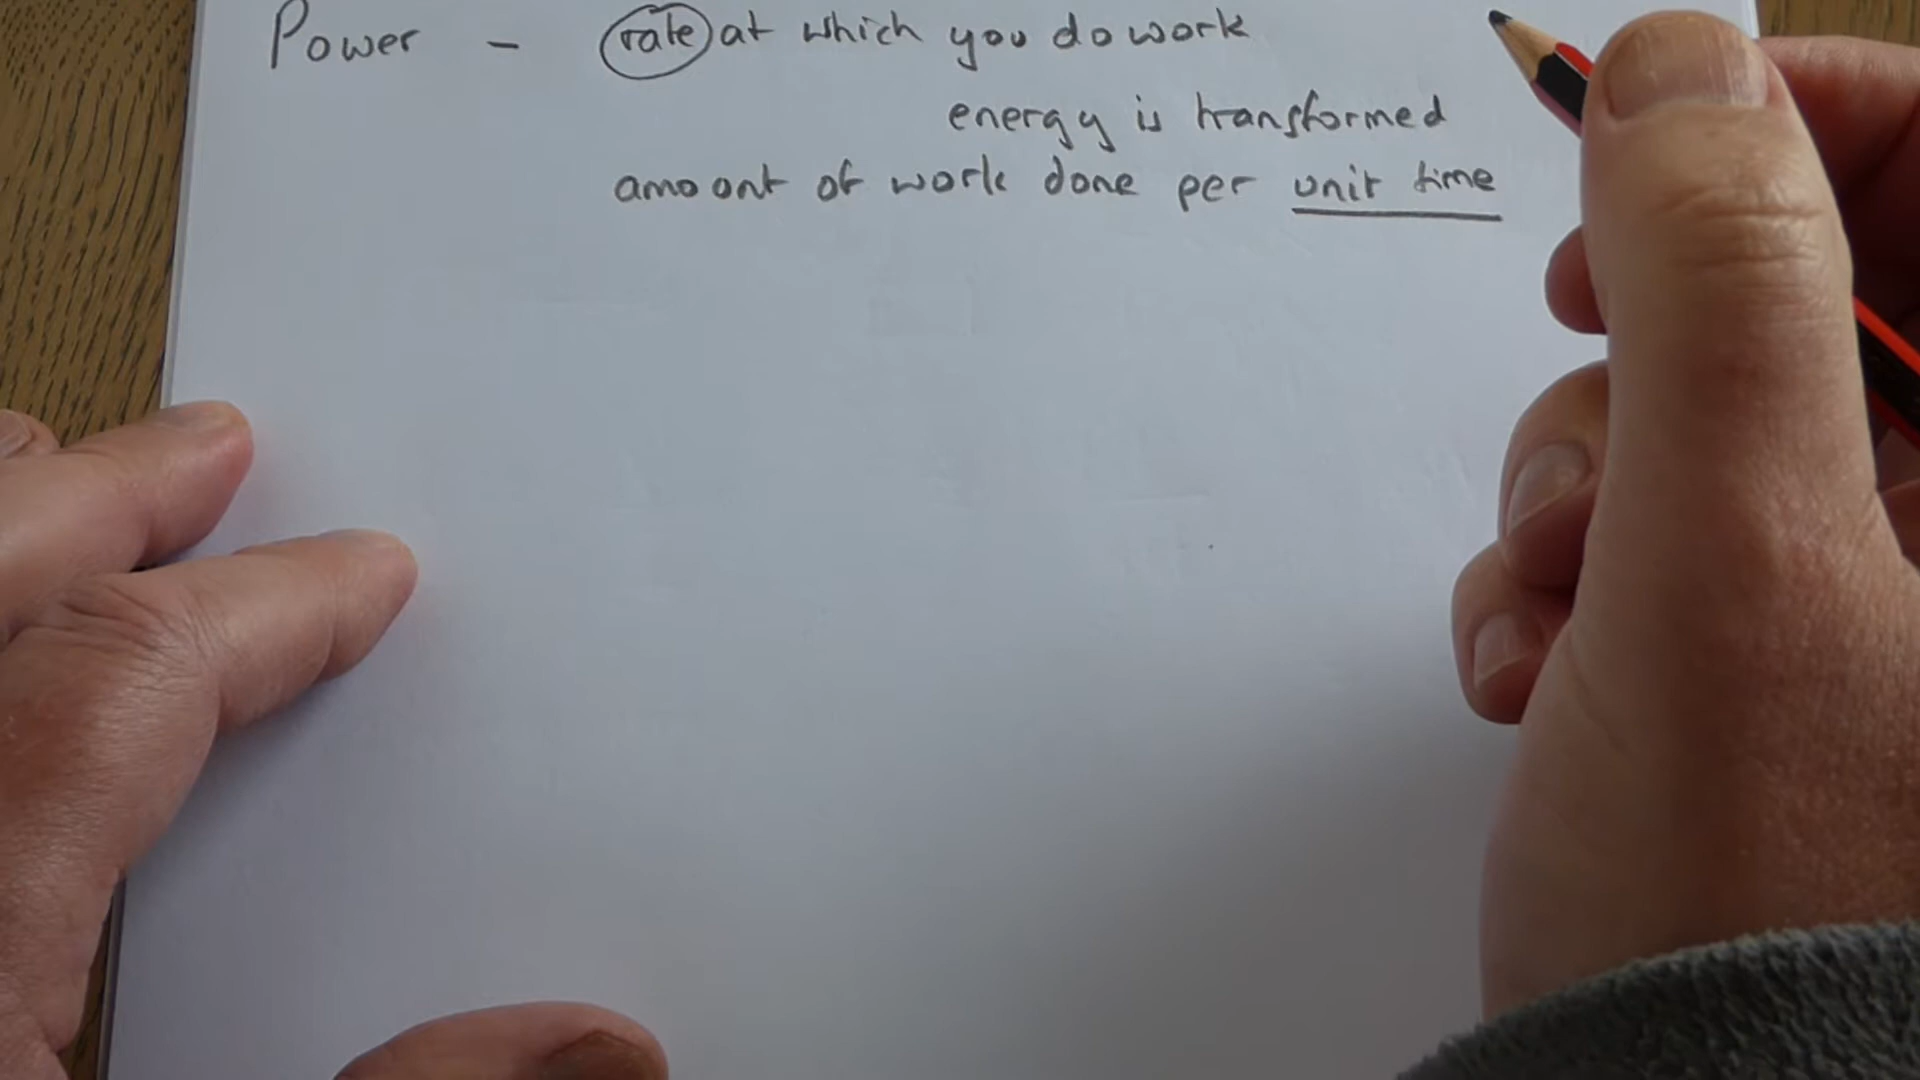 Power - rate at which you do work
energy is transformed
amount of work done per unit time